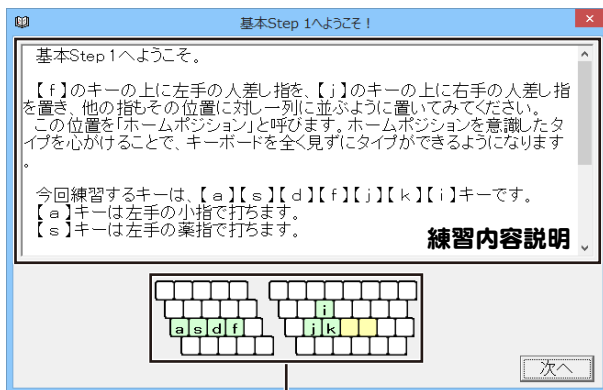 基本Step 1へようこそ!
基本Step 1へようこそ。
【f】のキーの上に左手の人差し指を、【j】のキーの上に右手の人差し指
を置き、他の指もその位置に対し一列に並ぶように置いてみてください。
この位置を「ホームポジション」と呼びます。ホームポジションを意識したタ
イプを心がけることで、キーボードを全く見ずにタイプができるようになります
。
今回練習するキーは、【a】【s】【d】【f】【j】【k】【i】キーです。
【a】キーは左手の小指で打ちます。
【s】キーは左手の薬指で打ちます。
練習内容説明
i
a s d f j k
次へ